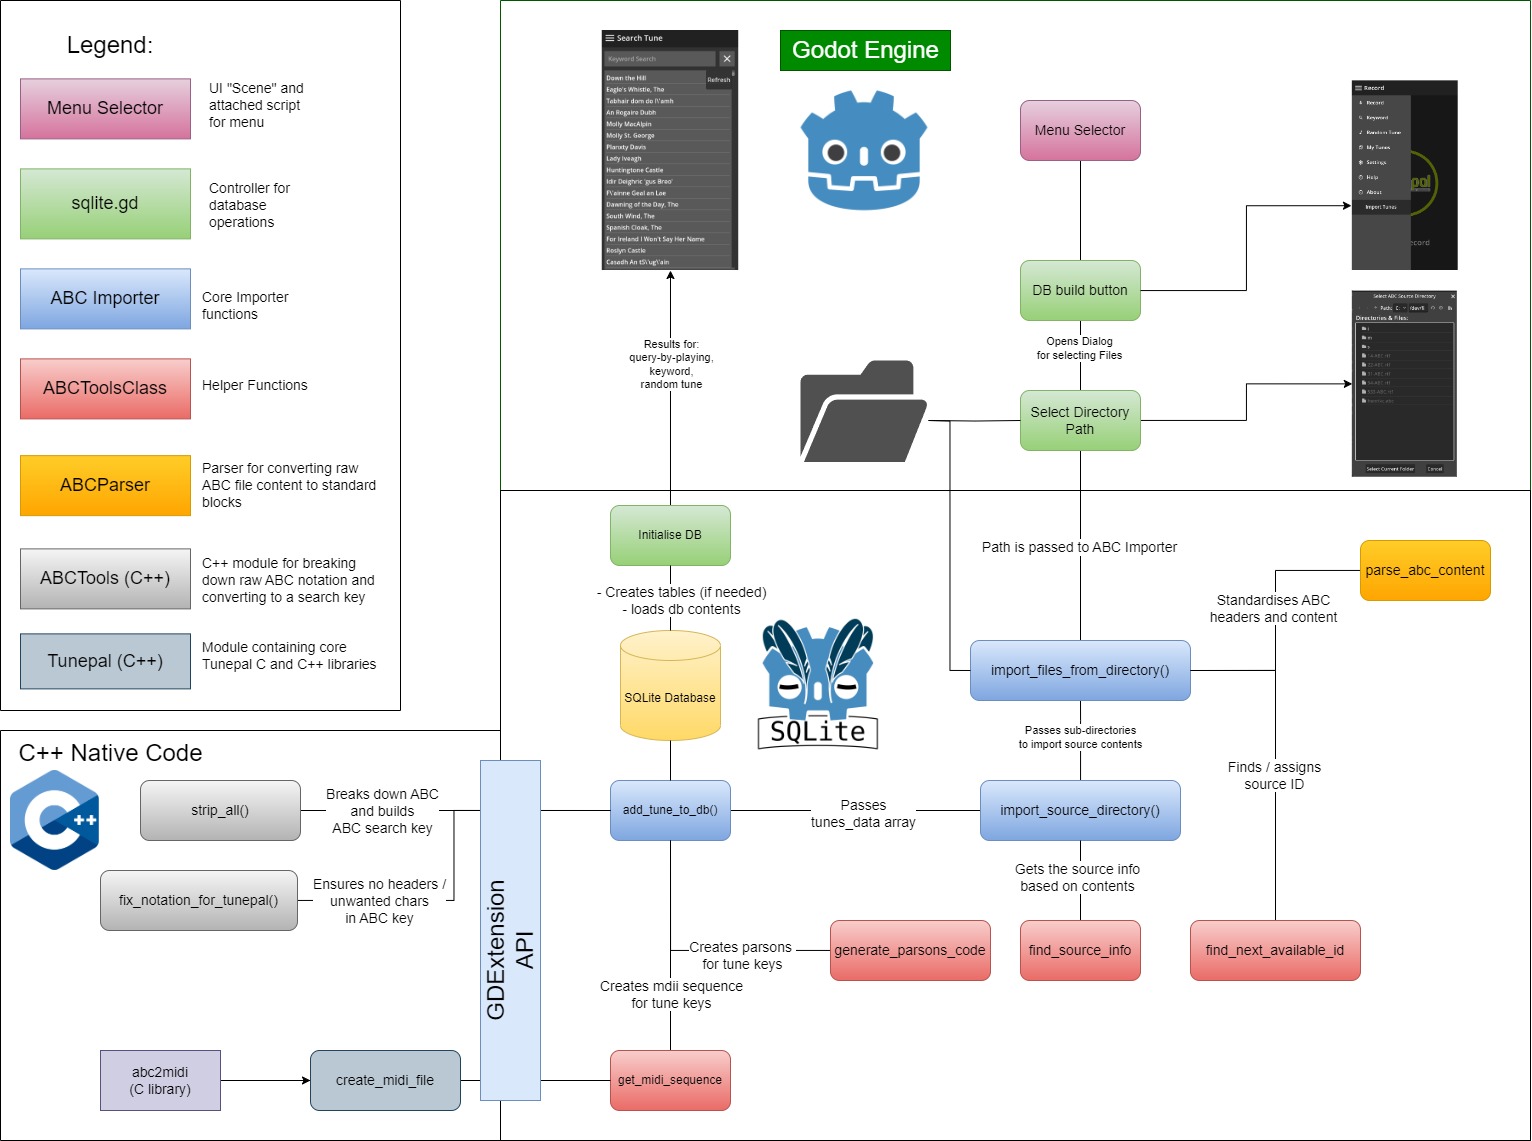 Legend:
Menu Selector
UI "Scene" and
attached script
for menu
sqlite.gd
Controller for
database
operations
ABC Importer
Core Importer
functions
ABCToolsClass
Helper Functions
ABCParser
Parser for converting raw
ABC file content to standard
blocks
ABCTools (C++)
C++ module for breaking
down raw ABC notation and
converting to a search key
Tunepal (C++)
Module containing core
Tunepal C and C++ libraries
Search Tune
Keyword Search
Refresh
Down the Hill
Eagle's Whistle, The
Tabhair dom do l\'amh
An Rogaire Dubh
Molly MacAlpin
Molly St. George
Planxty Davis
Lady Iveagh
Huntingtone Castle
Idir Deighric 'gus Breo'
F\'ainne Geal an Lae
Dawning of the Day, The
South Wind, The
Spanish Cloak, The
For Ireland I Won't Say Her Name
Roslyn Castle
Casadh An tS\'ug\'ain
Godot Engine
Menu Selector
DB build button
Opens Dialog
for selecting Files
Select Directory
Path
Record
Record
Keyword
Random Tune
My Tunes
Settings
Help
About
Import Tunes
pal
ecord
Select ABC Source Directory
Path:
Directories & Files:
Select Current Folder
Cancel
Results for:
query-by-playing,
keyword,
random tune
Initialise DB
- Creates tables (if needed)
- loads db contents
SQLite Database
SQLite
Path is passed to ABC Importer
parse_abc_content
Standardises ABC
headers and content
import_files_from_directory()
Passes sub-directories
to import source contents
Finds / assigns
source ID
add_tune_to_db()
Passes
tunes_data array
import_source_directory()
Gets the source info
based on contents
Creates parsons
for tune keys
generate_parsons_code
find_source_info
find_next_available_id
Creates mdii sequence
for tune keys
get_midi_sequence
C++ Native Code
C++
strip_all()
Breaks down ABC
and builds
ABC search key
fix_notation_for_tunepal()
Ensures no headers /
unwanted chars
in ABC key
GDExtension
API
abc2midi
(C library)
create_midi_file